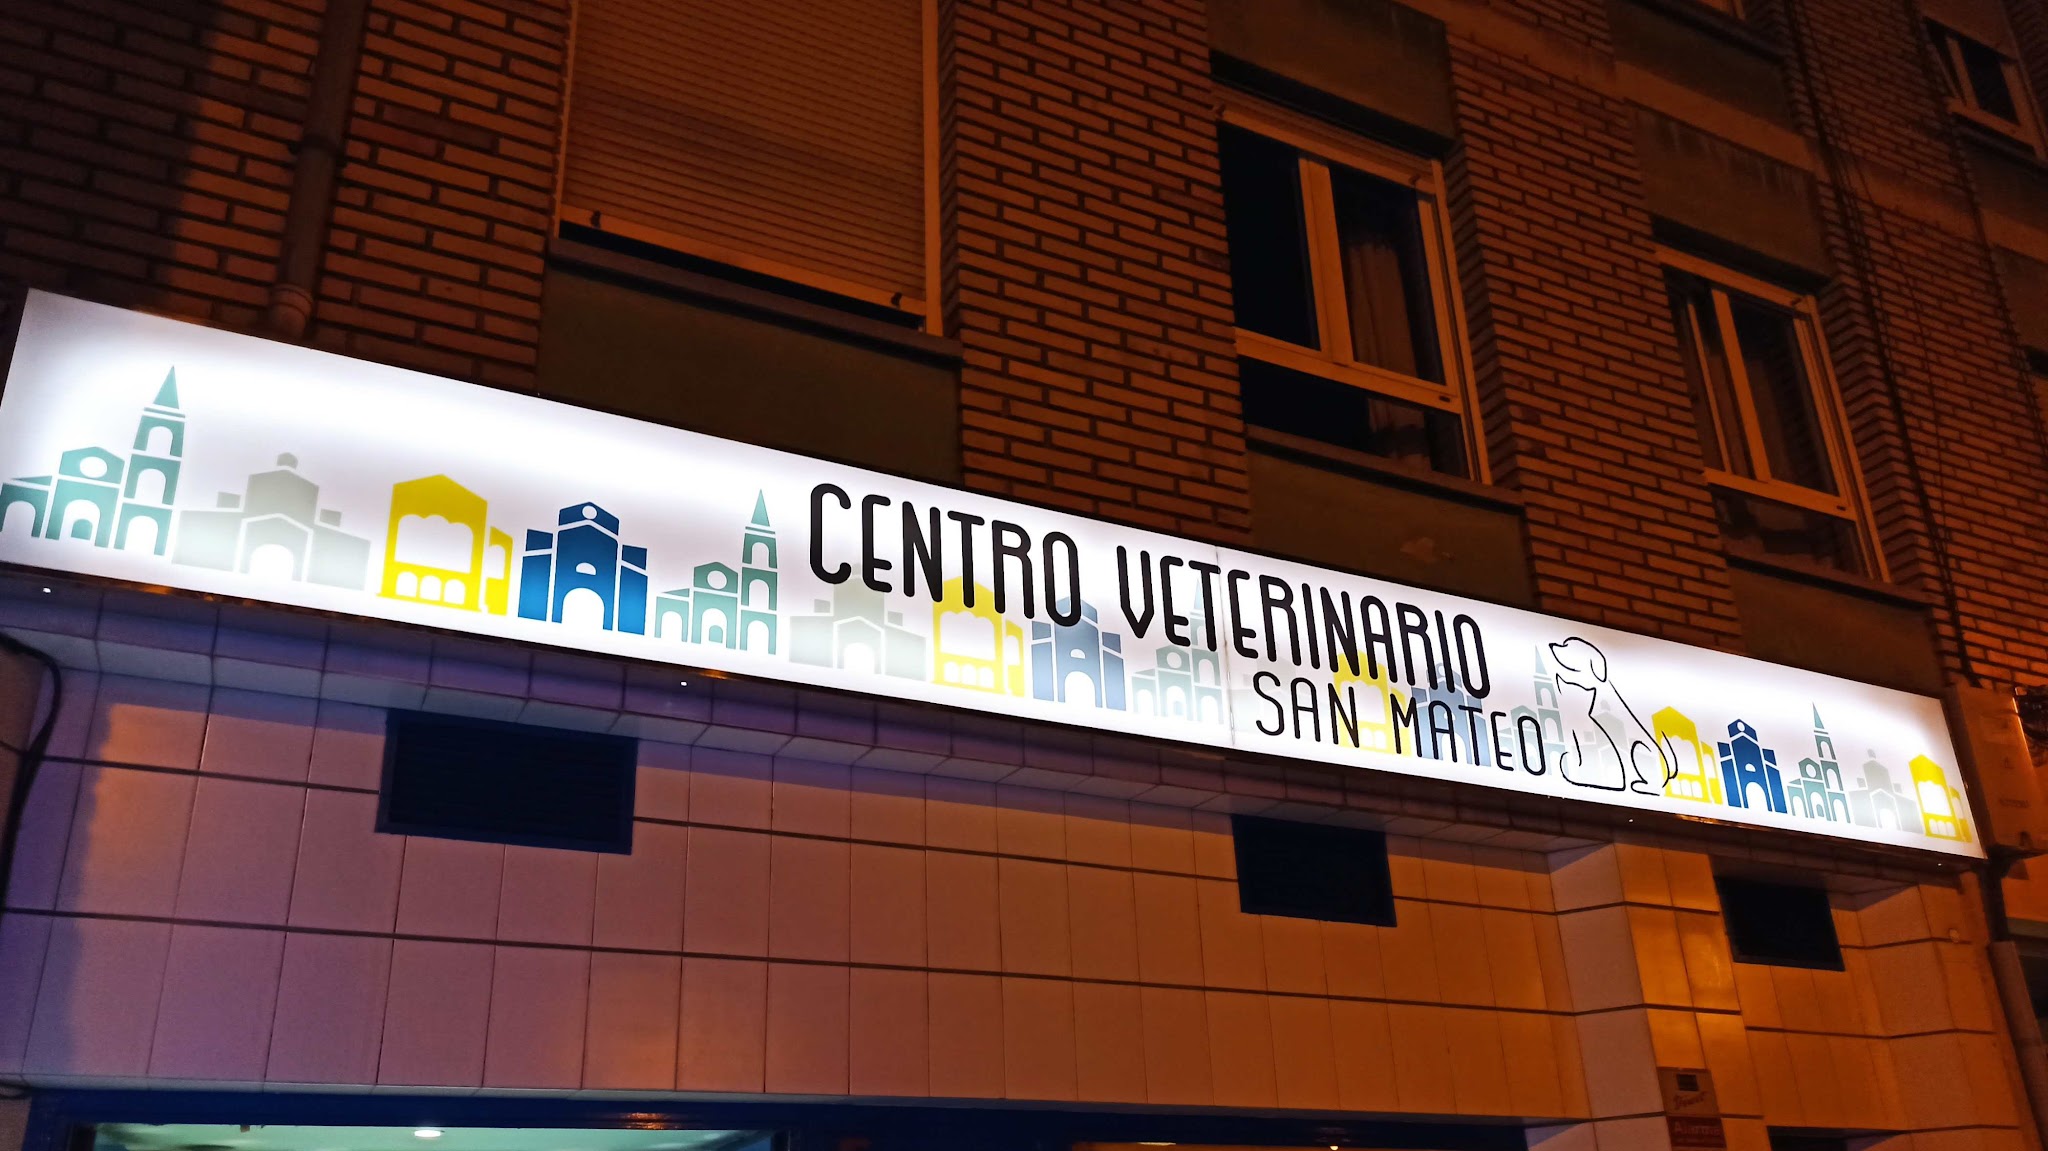 CENTRO VETERINARIO
SAN MATEO